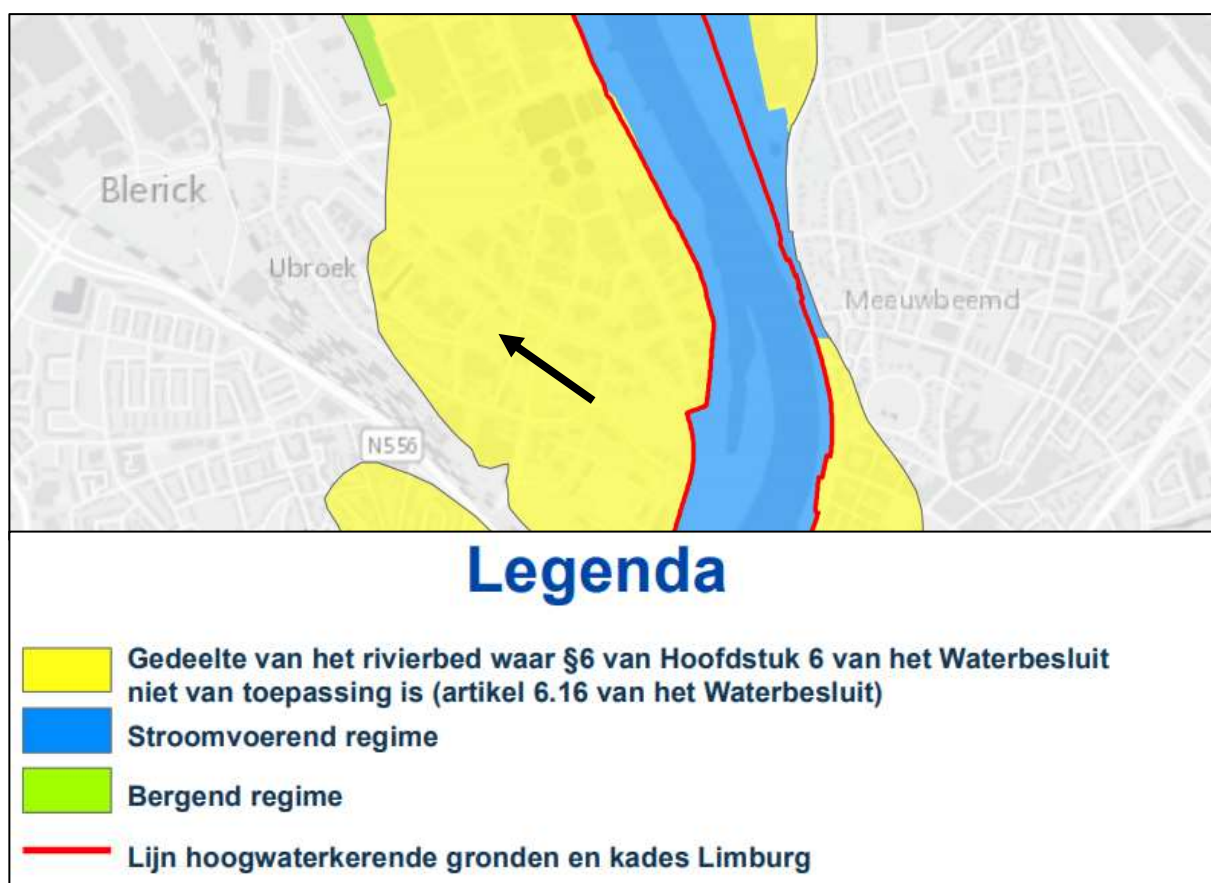 Blerick
Ubroek
Meeuwbeemd
N556
Legenda
Gedeelte van het rivierbed waar §6 van Hoofdstuk 6 van het Waterbesluit
niet van toepassing is (artikel 6.16 van het Waterbesluit)
Stroomvoerend regime
Bergend regime
Lijn hoogwaterkerende gronden en kades Limburg